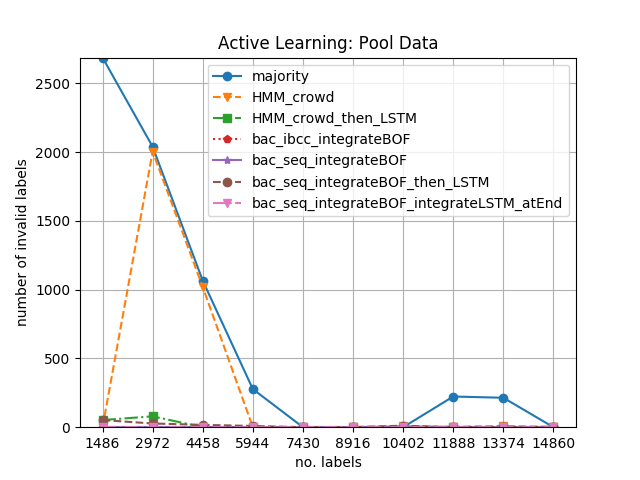 Active Learning: Pool Data
number of invalid labels
2500
2000
1500
1000
500
0
majority
HMM_crowd
HMM_crowd_then_LSTM
bac_ibcc_integrateBOF
bac_seq_integrateBOF
bac_seq_integrateBOF_then_LSTM
bac_seq_integrateBOF_integrateLSTM_atEnd
1486 2972 4458 5944 7430 8916 10402 11888 13374 14860
no. labels